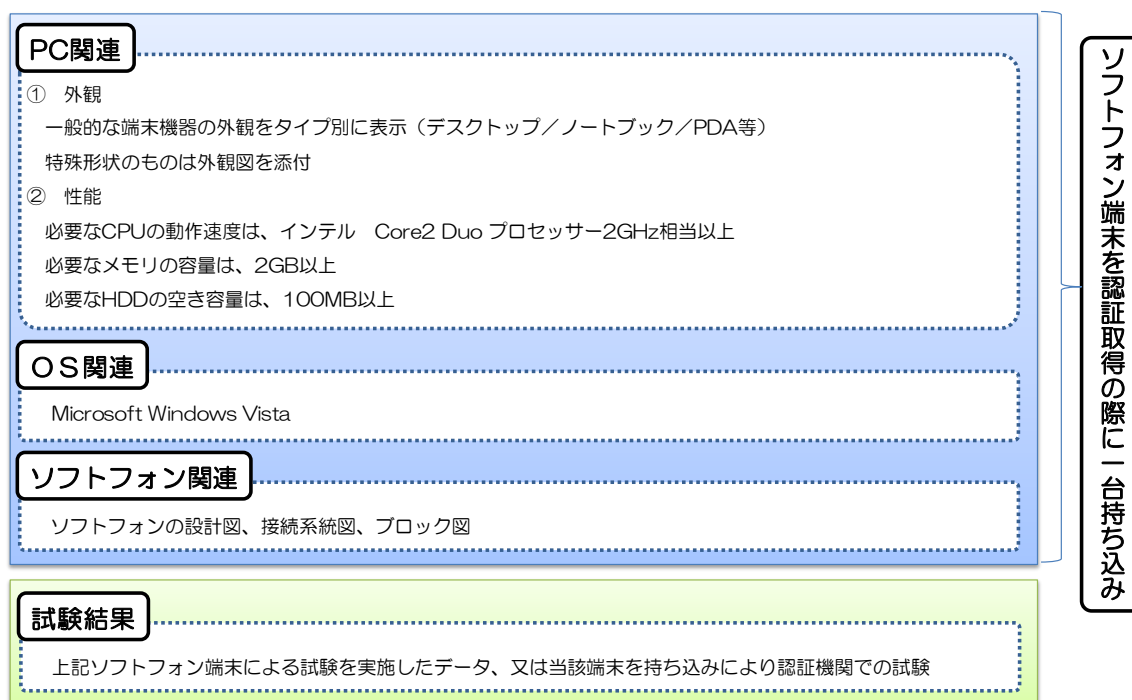 PC関連
① 外観
一般的な端末機器の外観をタイプ別に表示（デスクトップ／ノートブック／PDA等）
特殊形状のものは外観図を添付
② 性能
必要なCPUの動作速度は、インテル Core2 Duo プロセッサー2GHz相当以上
必要なメモリの容量は、2GB以上
必要なHDDの空き容量は、100MB以上
ＯＳ関連
Microsoft Windows Vista
ソフトフォン関連
ソフトフォンの設計図、接続系統図、ブロック図
ソフトフォン端末を認証取得の際に一台持ち込み
試験結果
上記ソフトフォン端末による試験を実施したデータ、又は当該端末を持ち込みにより認証機関での試験